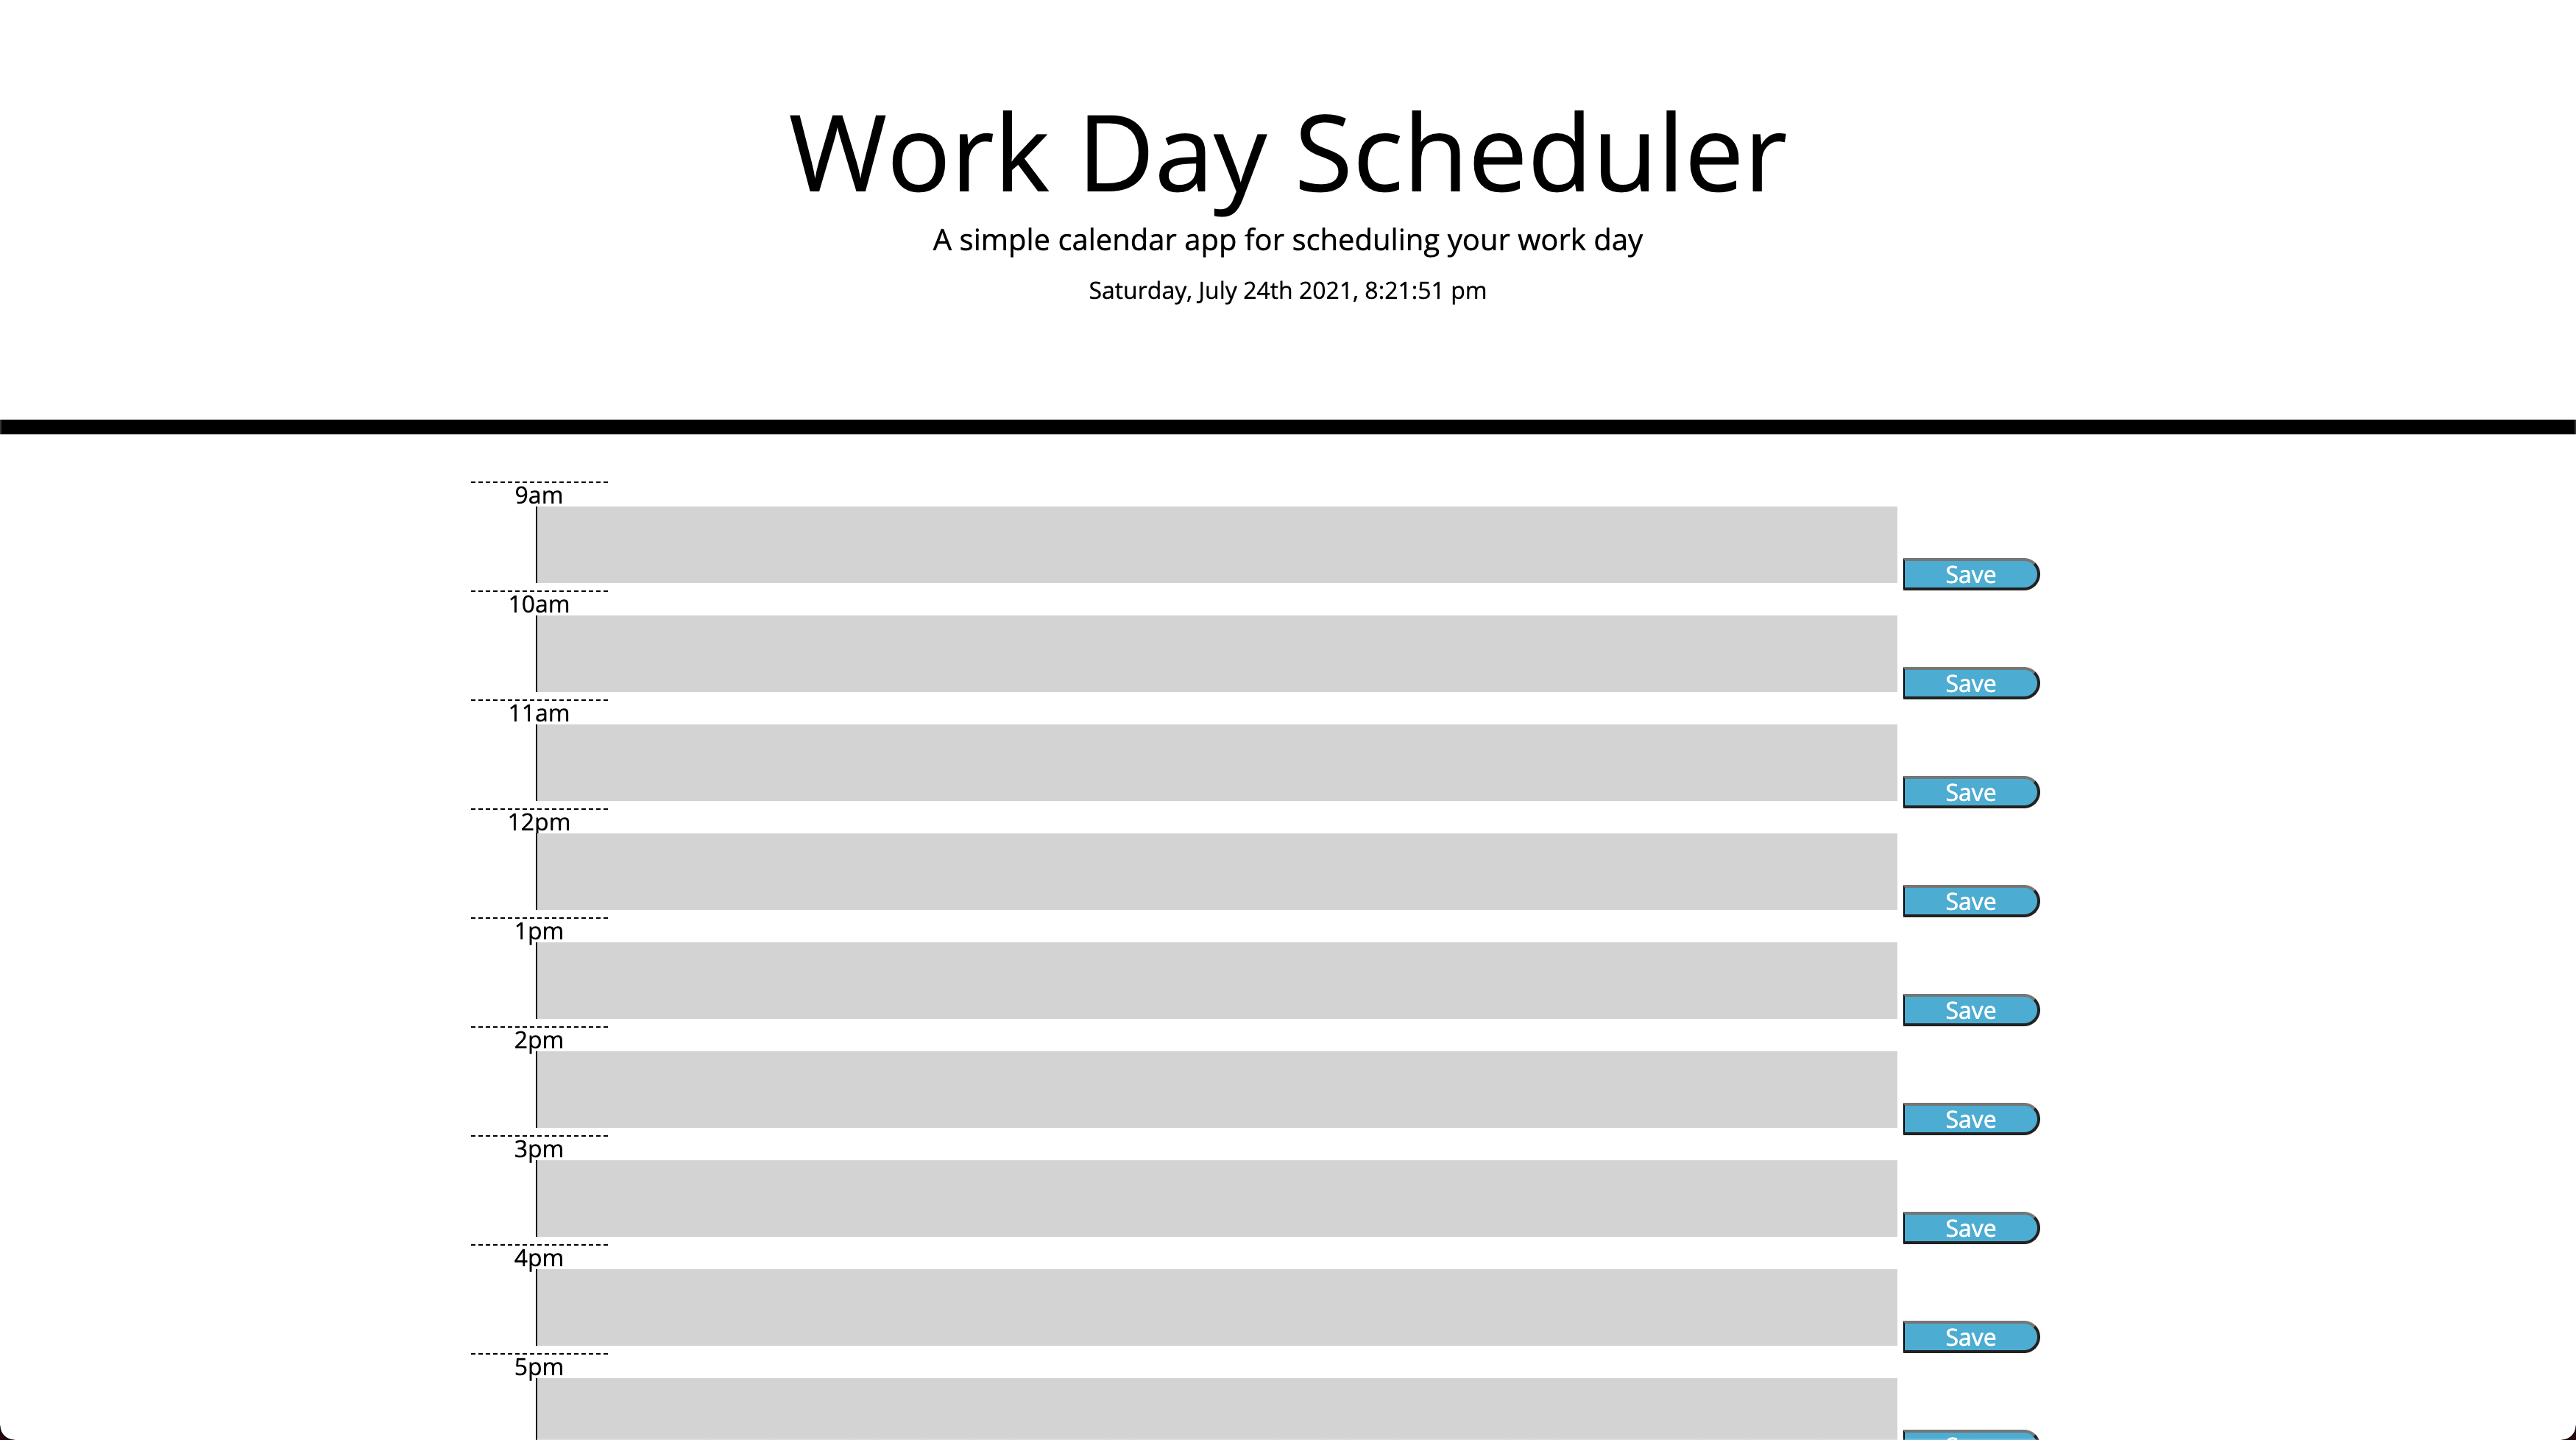 Work Day Scheduler
A simple calendar app for scheduling your work day
Saturday, July 24th 2021, 8:21:51 pm
9am
Save
10am
Save
11am
Save
12pm
Save
1pm
Save
2pm
Save
3pm
Save
4pm
Save
5pm